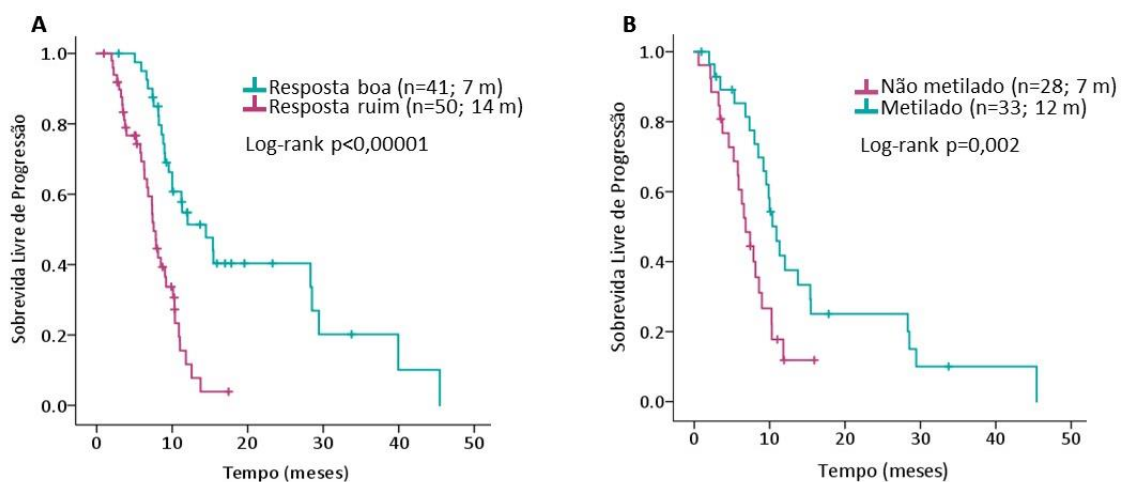 A
Sobrevida Livre de Progressão
1.0
0.8
0.6
0.4
0.2
0.0
Resposta boa (n=41; 7 m)
Resposta ruim (n=50; 14 m)
Log-rank p<0,00001
0 10 20 30 40 50
Tempo (meses)
B
Sobrevida Livre de Progressão
1.0
0.8
0.6
0.4
0.2
0.0
Não metilado (n=28; 7 m)
Metilado (n=33; 12 m)
Log-rank p=0,002
0 10 20 30 40 50
Tempo (meses)